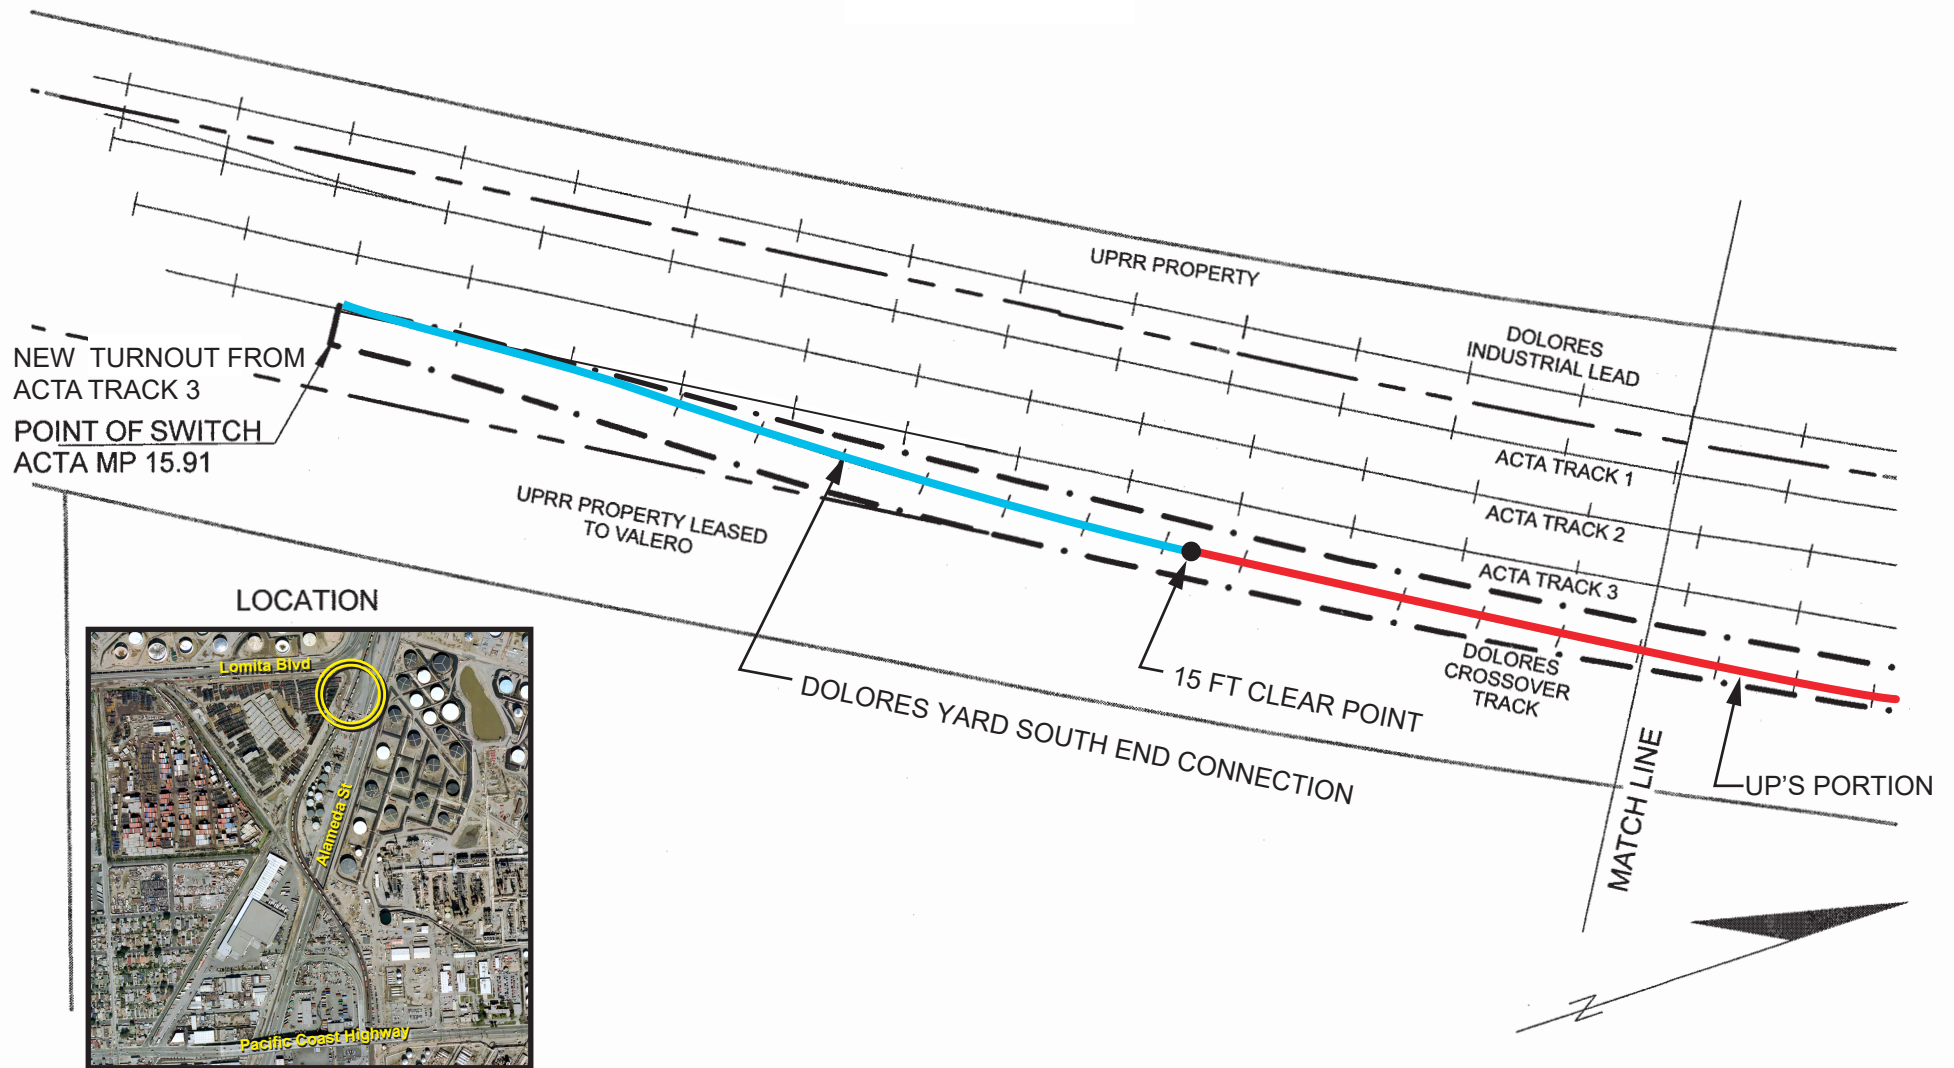 UPRR PROPERTY
DOLORES
INDUSTRIAL LEAD
NEW TURNOUT FROM
ACTA TRACK 3
POINT OF SWITCH
ACTA MP 15.91
ACTA TRACK 1
ACTA TRACK 2
ACTA TRACK 3
UPRR PROPERTY LEASED
TO VALERO
DOLORES
CROSSOVER
TRACK
15 FT CLEAR POINT
DOLORES YARD SOUTH END CONNECTION
UP'S PORTION
MATCH LINE
LOCATION
Lomita Blvd
Alameda St
Pacific Coast Highway
Z